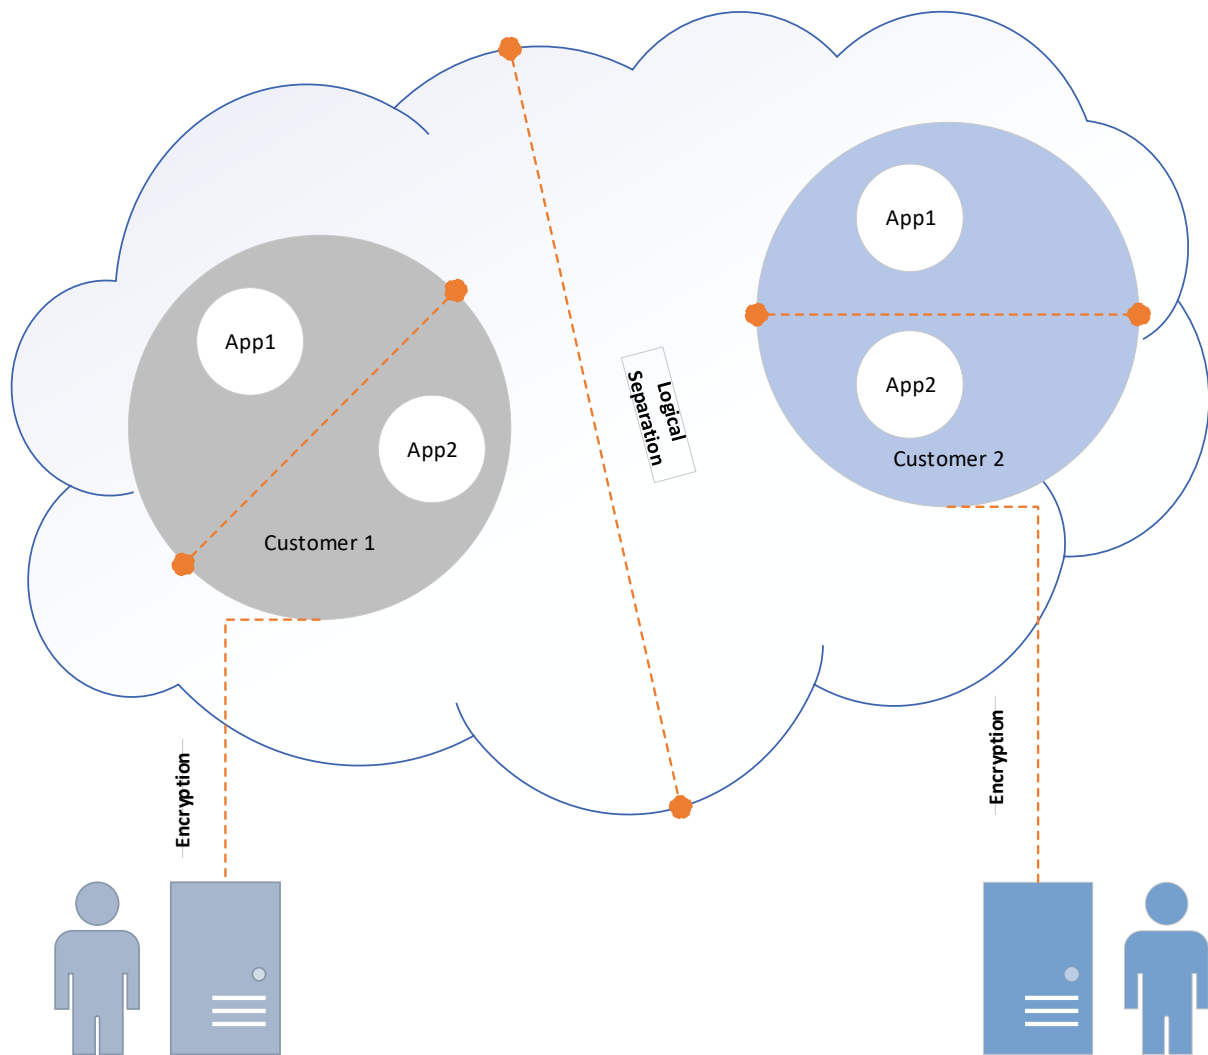 App1
App2
Customer 1
Logical
Separation
App1
App2
Customer 2
Encryption
Encryption